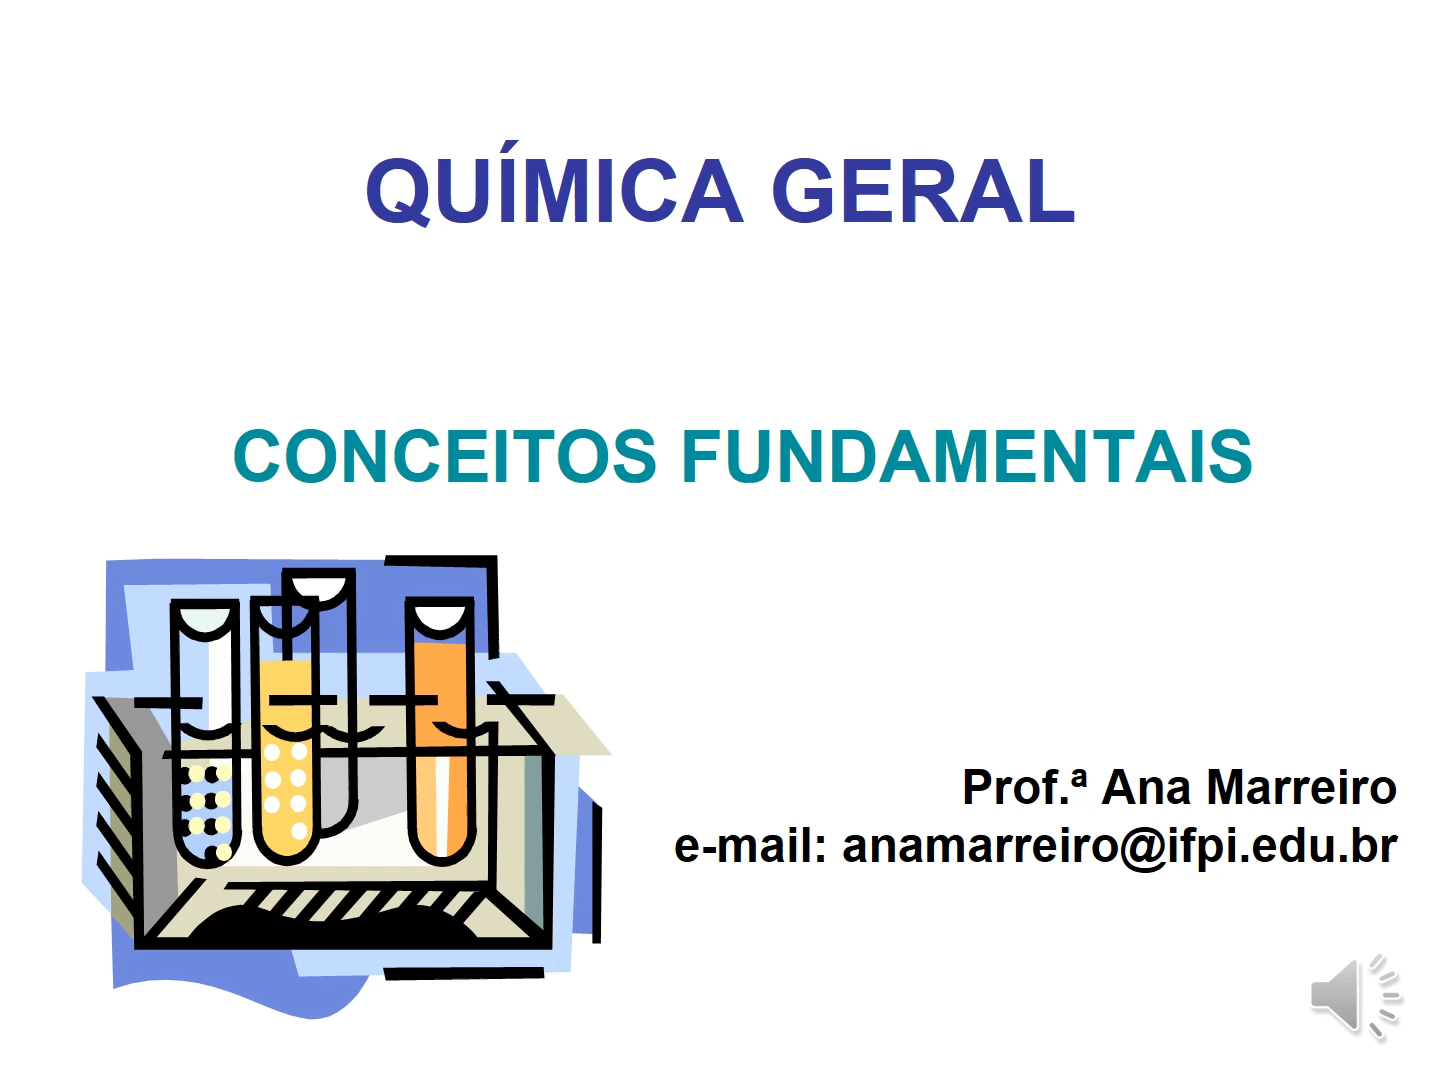 QUÍMICA GERAL
CONCEITOS FUNDAMENTAIS
Prof.ª Ana Marreiro
e-mail: anamarreiro@ifpi.edu.br